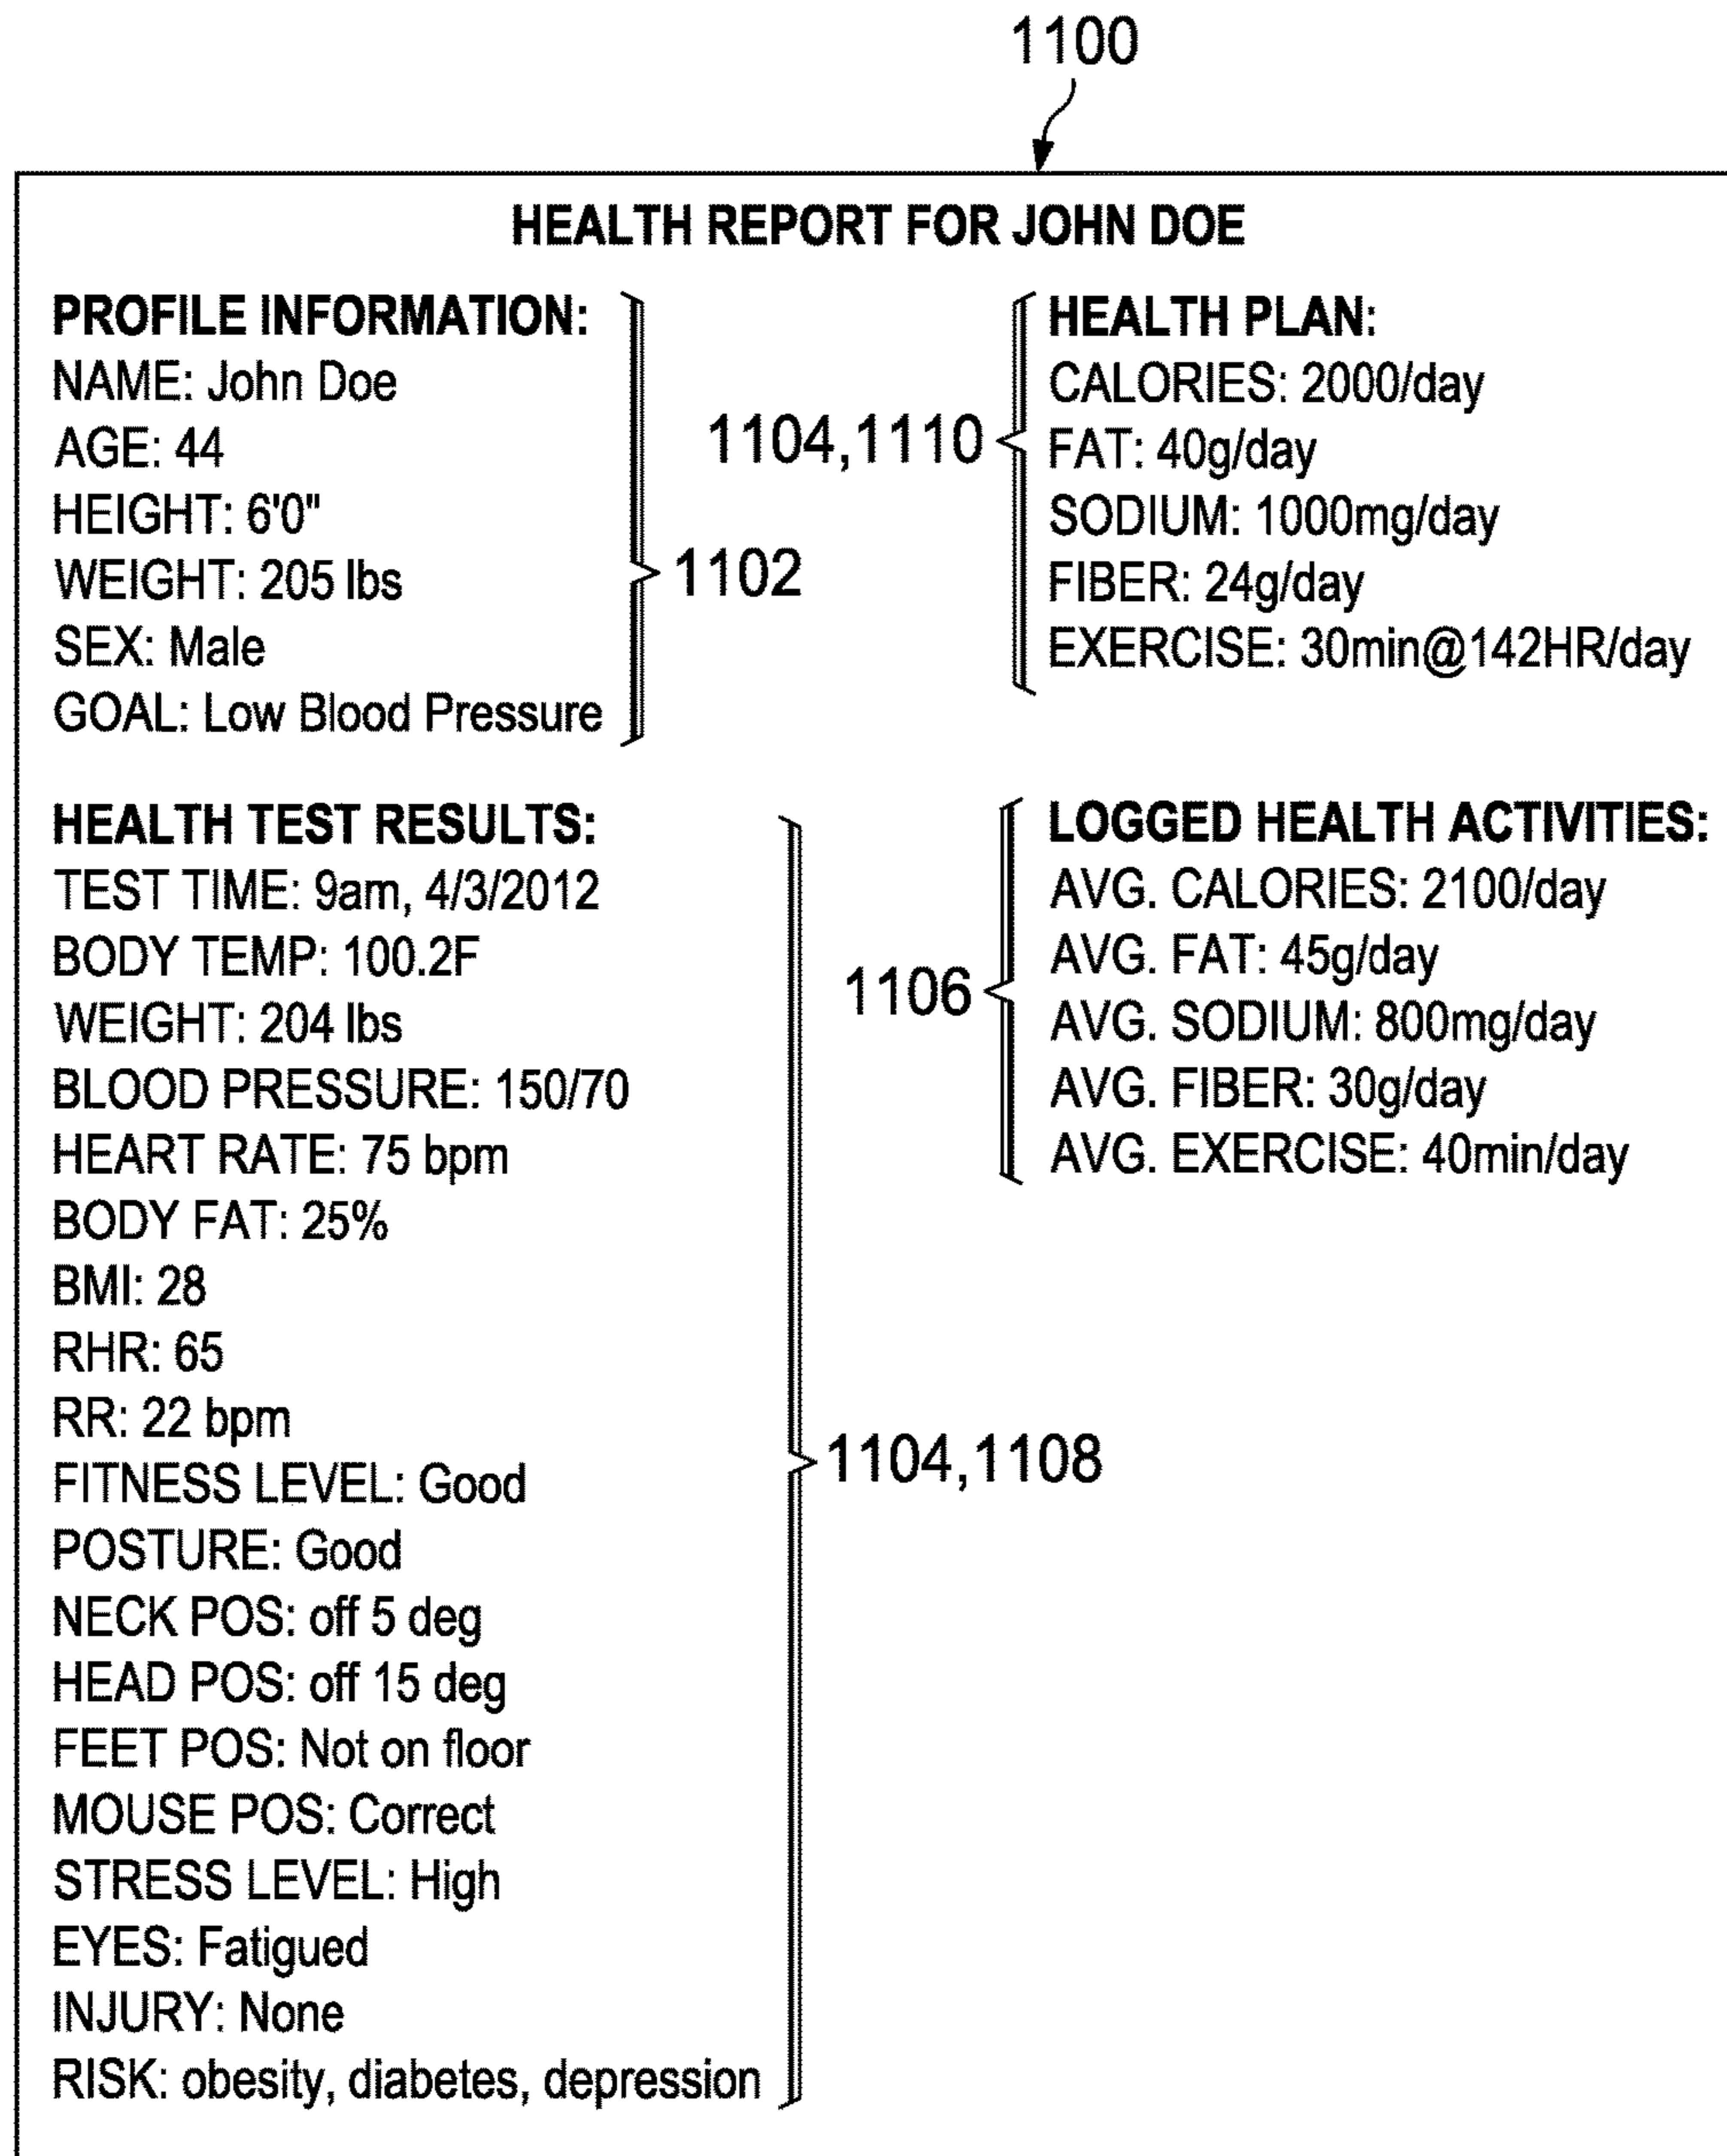 1100
HEALTH REPORT FOR JOHN DOE
PROFILE INFORMATION:
NAME: John Doe
AGE: 44
HEIGHT: 6'0"
WEIGHT: 205 lbs
SEX: Male
GOAL: Low Blood Pressure
1102
1104,1110
HEALTH PLAN:
CALORIES: 2000/day
FAT: 40g/day
SODIUM: 1000mg/day
FIBER: 24g/day
EXERCISE: 30min@142HR/day
HEALTH TEST RESULTS:
TEST TIME: 9am, 4/3/2012
BODY TEMP: 100.2F
WEIGHT: 204 lbs
BLOOD PRESSURE: 150/70
HEART RATE: 75 bpm
BODY FAT: 25%
BMI: 28
RHR: 65
RR: 22 bpm
FITNESS LEVEL: Good
POSTURE: Good
NECK POS: off 5 deg
HEAD POS: off 15 deg
FEET POS: Not on floor
MOUSE POS: Correct
STRESS LEVEL: High
EYES: Fatigued
INJURY: None
RISK: obesity, diabetes, depression
1104,1108
1106
LOGGED HEALTH ACTIVITIES:
AVG. CALORIES: 2100/day
AVG. FAT: 45g/day
AVG. SODIUM: 800mg/day
AVG. FIBER: 30g/day
AVG. EXERCISE: 40min/day